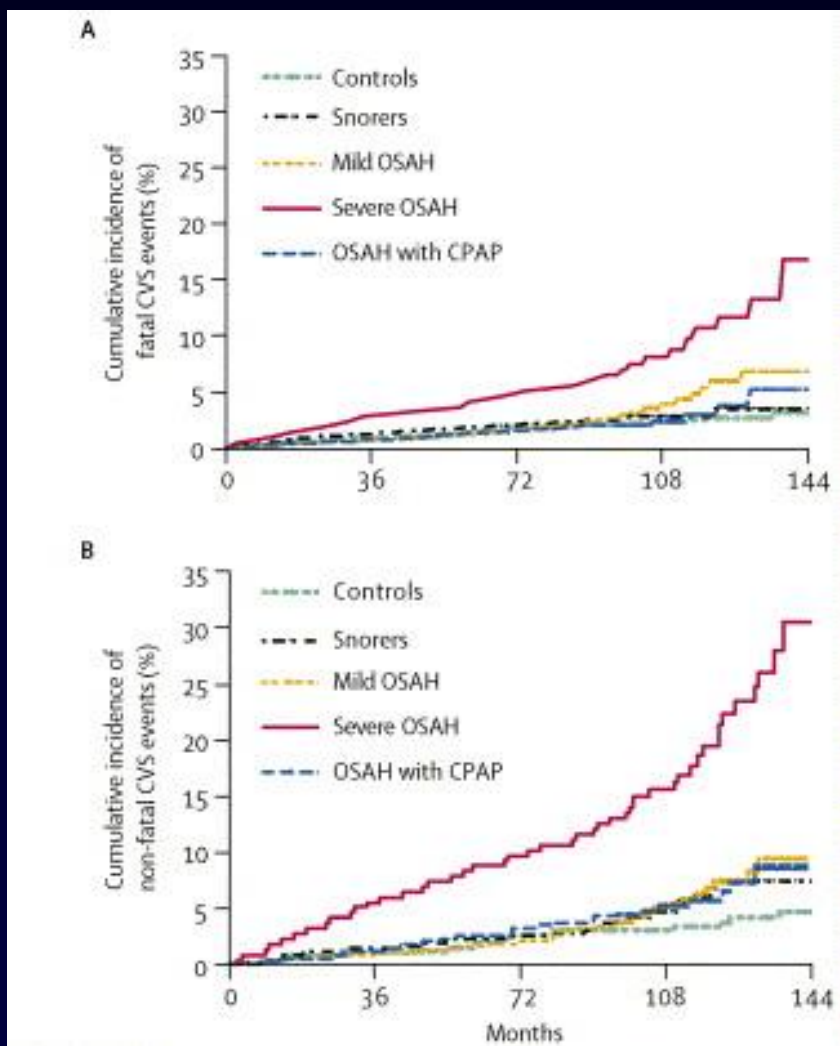 A
Cumulative incidence of
fatal CVS events (%)
35
30
25
20
15
10
5
0
Controls
Snorers
Mild OSAH
Severe OSAH
OSAH with CPAP
0 36 72 108 144
B
Cumulative incidence of
non-fatal CVS events (%)
35
30
25
20
15
10
5
0
Controls
Snorers
Mild OSAH
Severe OSAH
OSAH with CPAP
0 36 72 108 144
Months